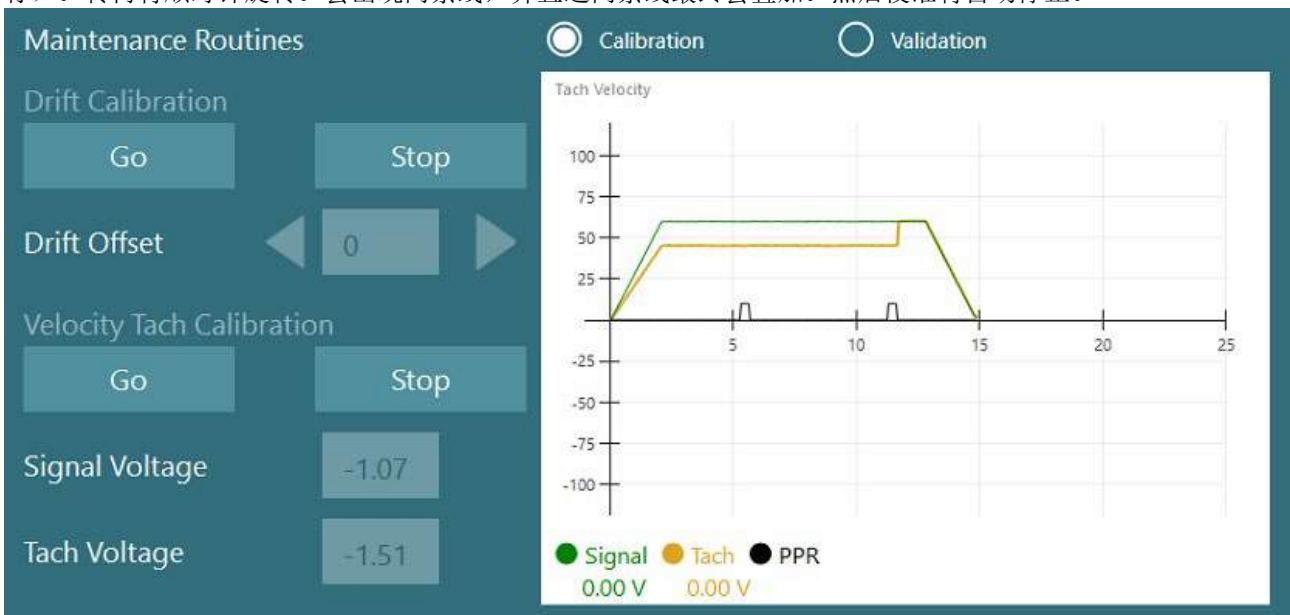 Maintenance Routines
Calibration
Validation
Drift Calibration
Go
Stop
Drift Offset
0
Velocity Tach Calibration
Go
Stop
Signal Voltage
-1.07
Tach Voltage
-1.51
Tach Velocity
100
75
50
25
-25
-50
-75
-100
5
10
15
20
25
Signal
Tach
PPR
0.00 V
0.00 V